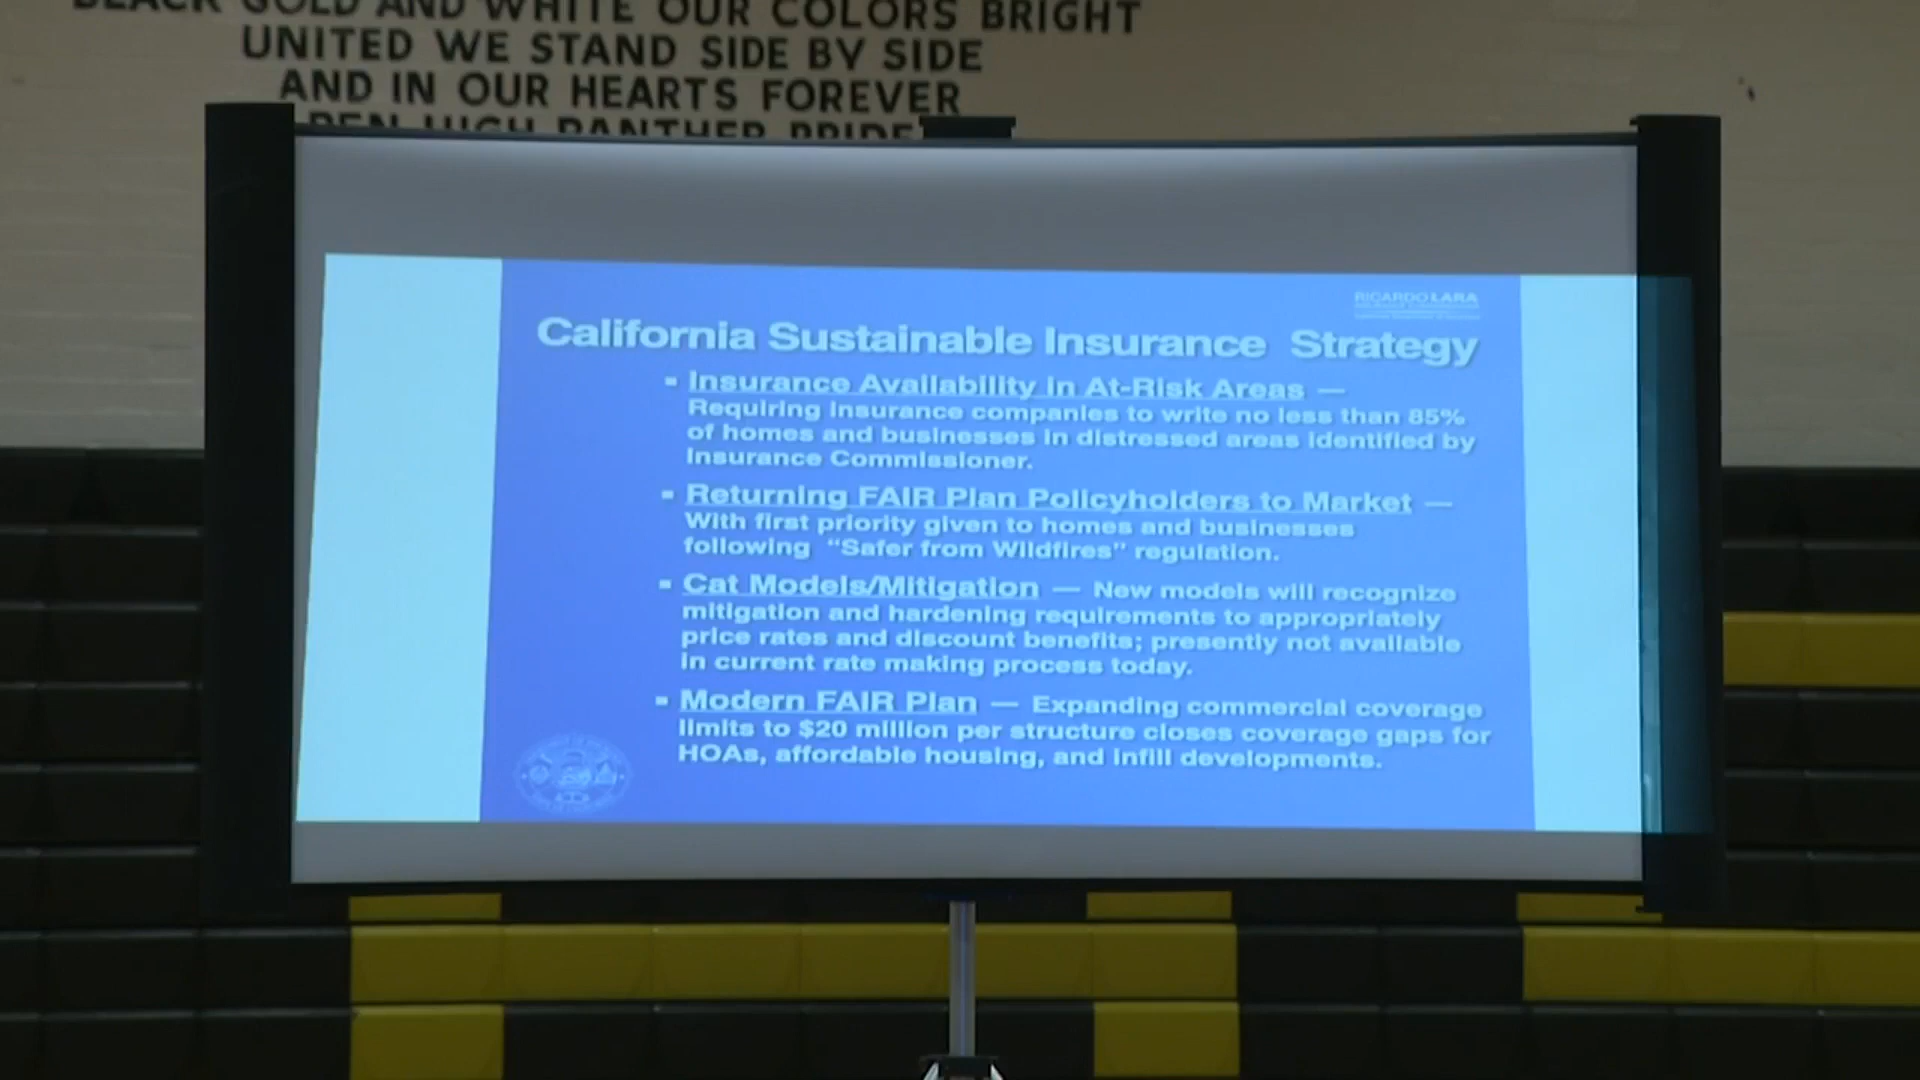 BLACK GOLD AND WHITE OUR COLORS BRIGHT
UNITED WE STAND SIDE BY SIDE
AND IN OUR HEARTS FOREVER
PEN HIGH PANTHER PRIDE
RICARDO LARA
California Sustainable Insurance Strategy
▪ Insurance Availability in At-Risk Areas —
Requiring insurance companies to write no less than 85%
of homes and businesses in distressed areas identified by
Insurance Commissioner.
▪ Returning FAIR Plan Policyholders to Market —
With first priority given to homes and businesses
following “Safer from Wildfires” regulation.
▪ Cat Models/Mitigation — New models will recognize
mitigation and hardening requirements to appropriately
price rates and discount benefits; presently not available
in current rate making process today.
▪ Modern FAIR Plan — Expanding commercial coverage
limits to $20 million per structure closes coverage gaps for
HOAs, affordable housing, and infill developments.